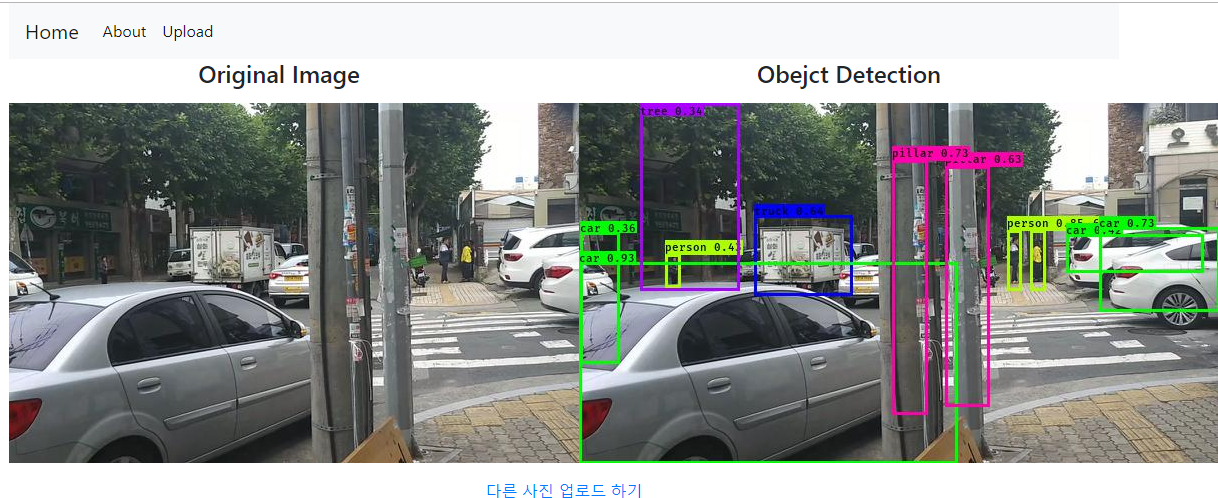 Home About Upload
Original Image
Obejct Detection
tree 0.34
pillar 0.73
pillar 0.63
truck 0.64
car 0.36
person 0.4
person 0.85
car 0.73
car 0.93
다른 사진 업로드 하기